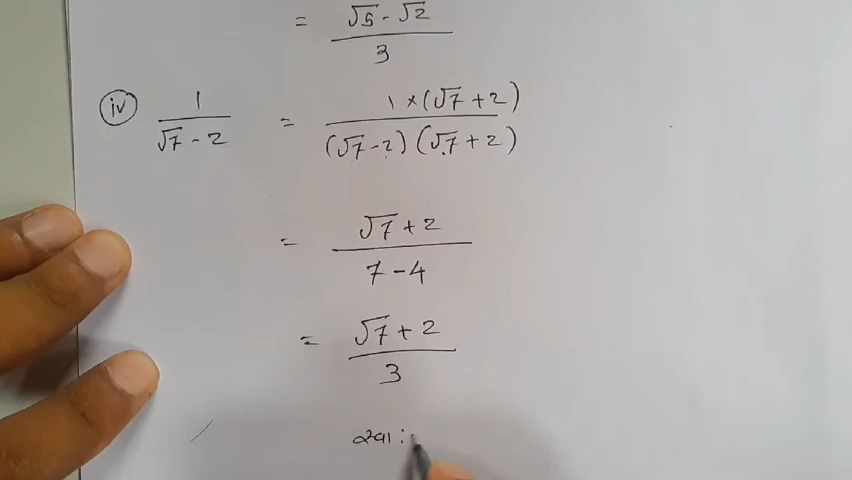 = (√5 - √2) / 3
(iv) 1 / (√7 - 2) = 1 × (√7 + 2) / (√7 - 2)(√7 + 2)
= (√7 + 2) / (7 - 4)
= (√7 + 2) / 3